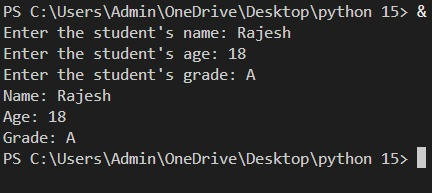 PS C:\Users\Admin\OneDrive\Desktop\python 15> &
Enter the student's name: Rajesh
Enter the student's age: 18
Enter the student's grade: A
Name: Rajesh
Age: 18
Grade: A
PS C:\Users\Admin\OneDrive\Desktop\python 15>